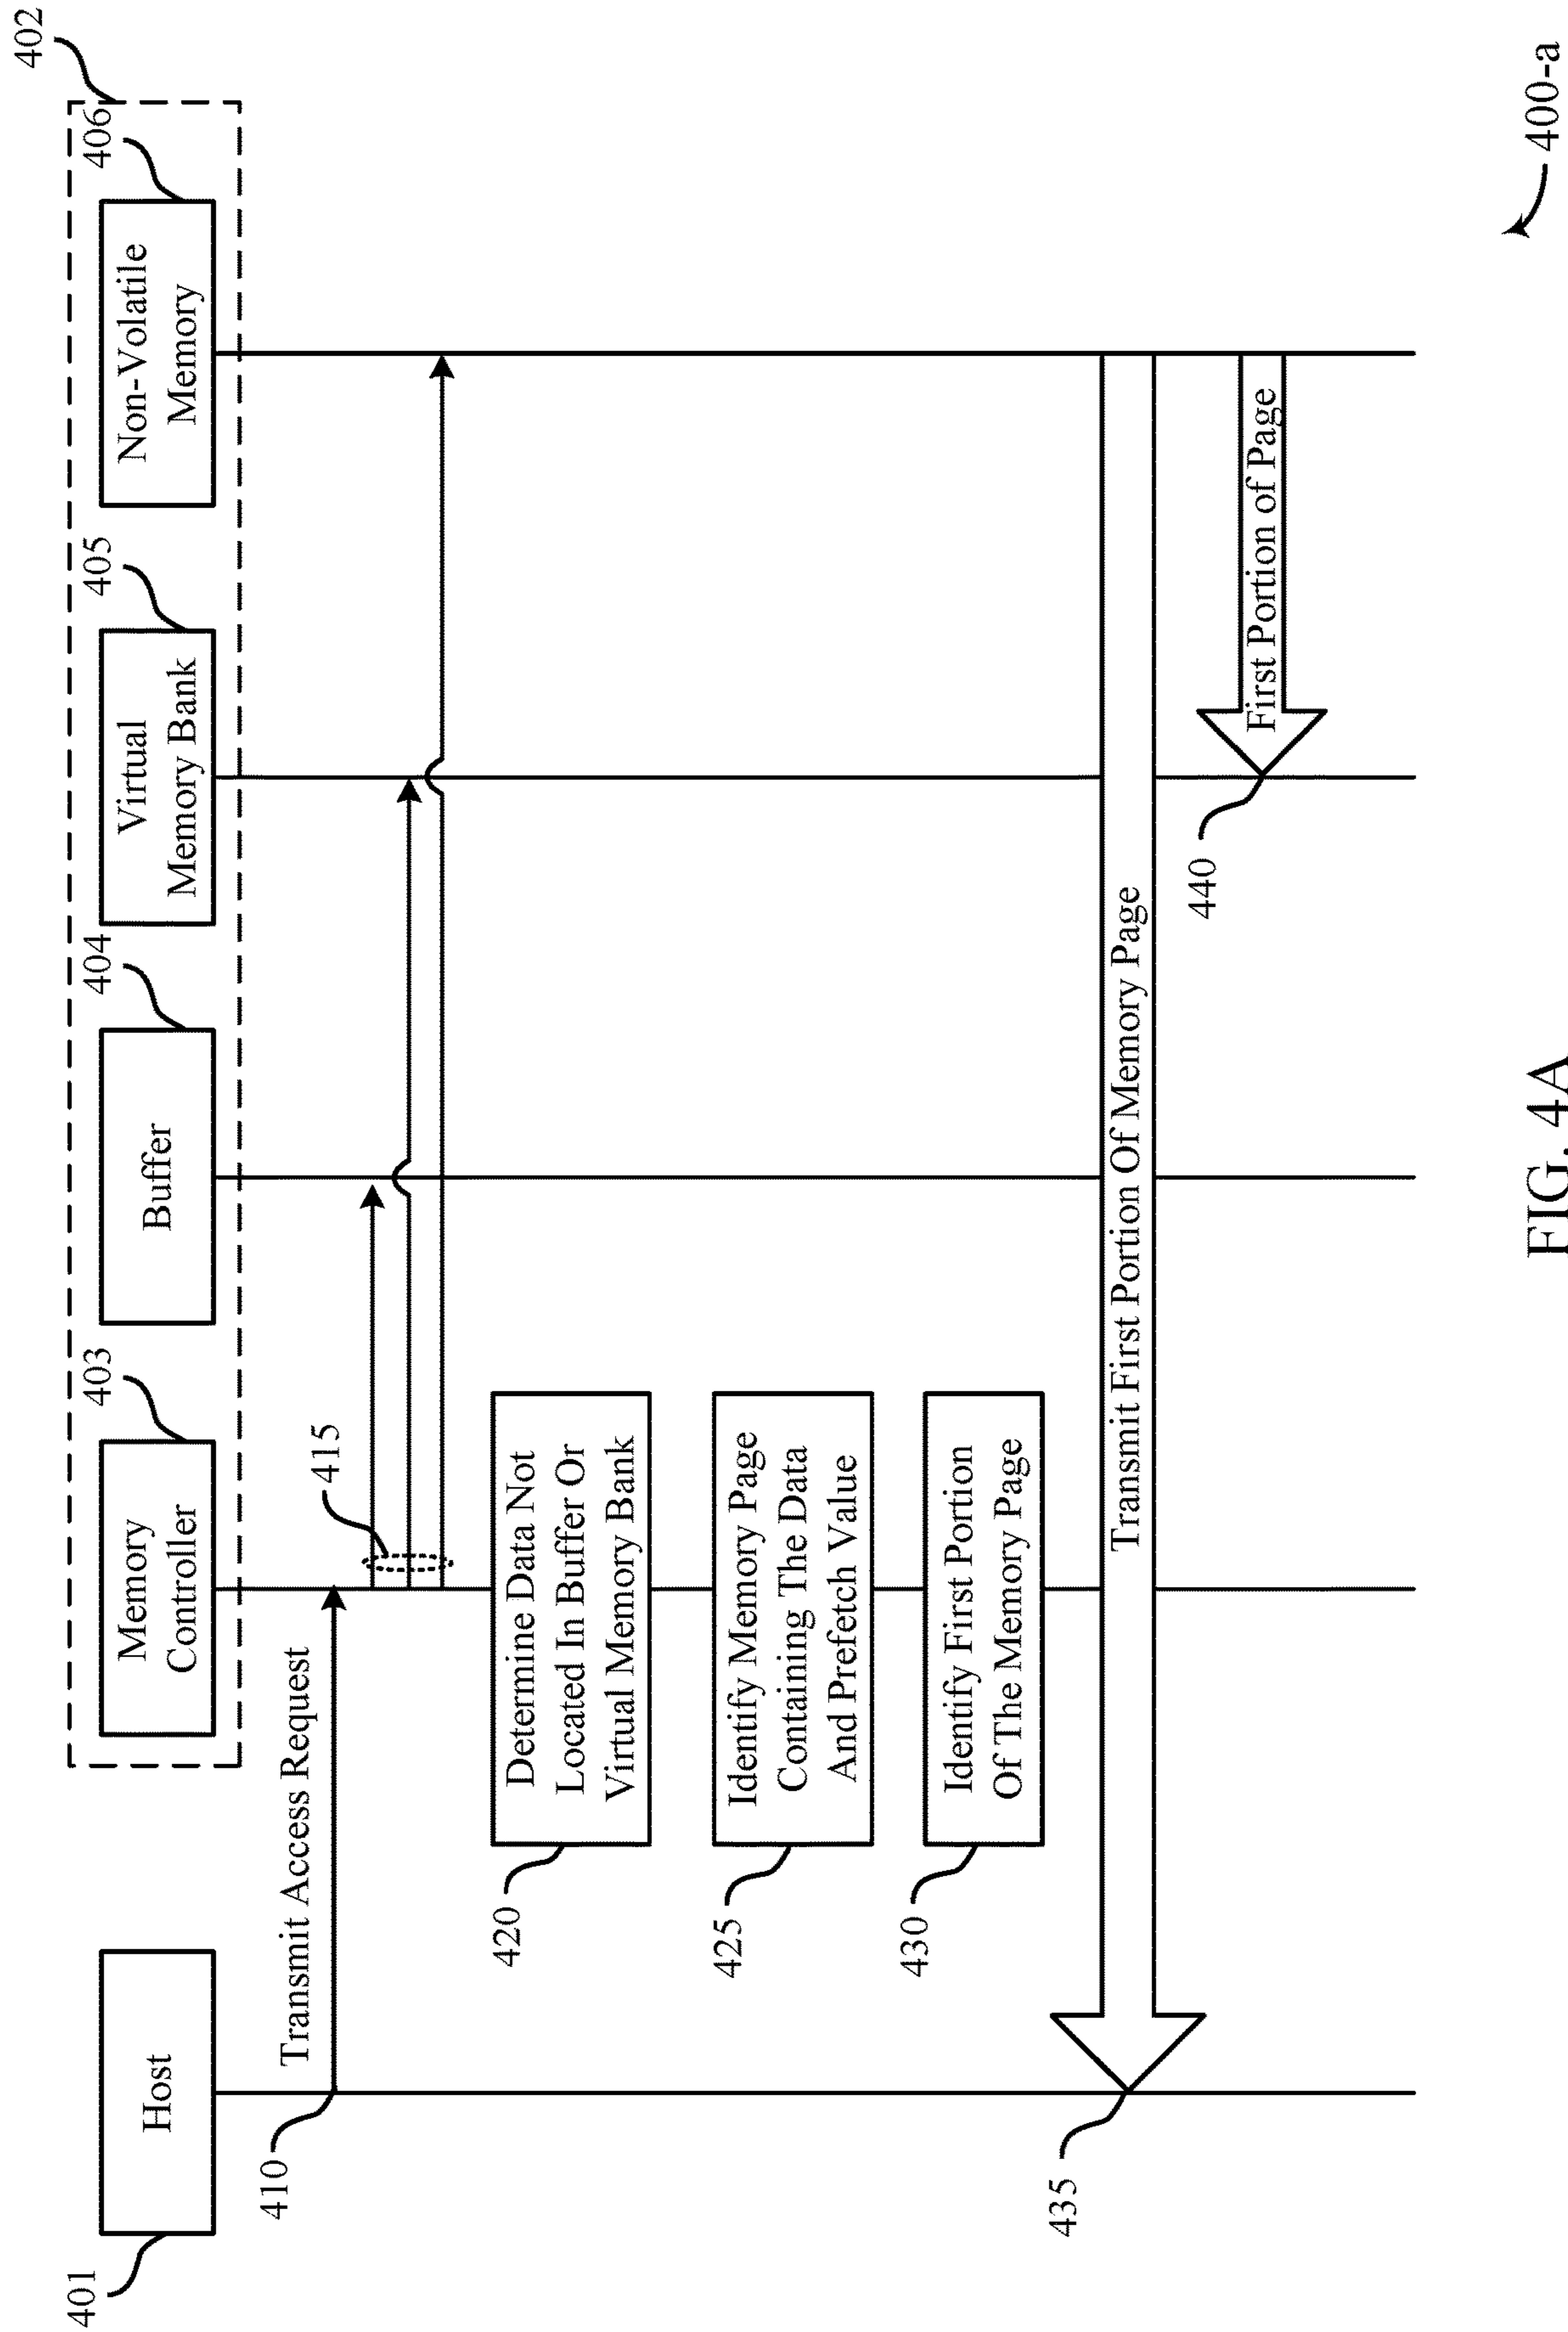 402
401
Host
403
Memory
Controller
404
Buffer
405
Virtual
Memory Bank
406
Non-Volatile
Memory
410
Transmit Access Request
415
420
Determine Data Not
Located In Buffer Or
Virtual Memory Bank
425
Identify Memory Page
Containing The Data
And Prefetch Value
430
Identify First Portion
Of The Memory Page
435
Transmit First Portion Of Memory Page
440
First Portion of Page
400-a
FIG. 4A